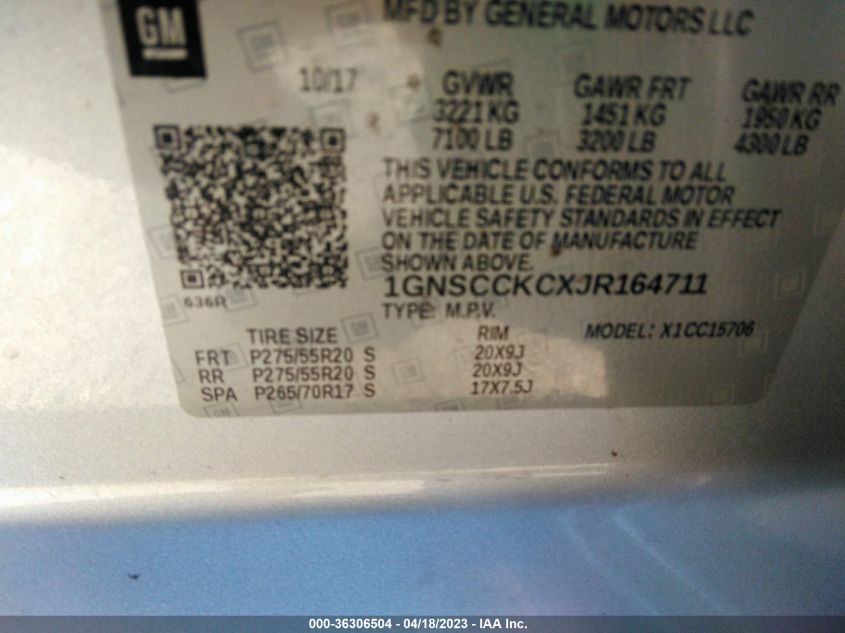 GM
MFD BY GENERAL MOTORS LLC
10/17 GVWR GAWR FRT GAWR RR
3221 KG 1451 KG 1950 KG
7100 LB 3200 LB 4300 LB
THIS VEHICLE CONFORMS TO ALL
APPLICABLE U.S. FEDERAL MOTOR
VEHICLE SAFETY STANDARDS IN EFFECT
ON THE DATE OF MANUFACTURE
SHOWN ABOVE.
1GNSCCKCXJR164711
636R
TYPE: M.P.V. MODEL: X1CC15706
TIRE SIZE RIM
FRT P275/55R20 S 20X9J
RR P275/55R20 S 20X9J
SPA P265/70R17 S 17X7.5J
000-36306504 - 04/18/2023 - IAA Inc.